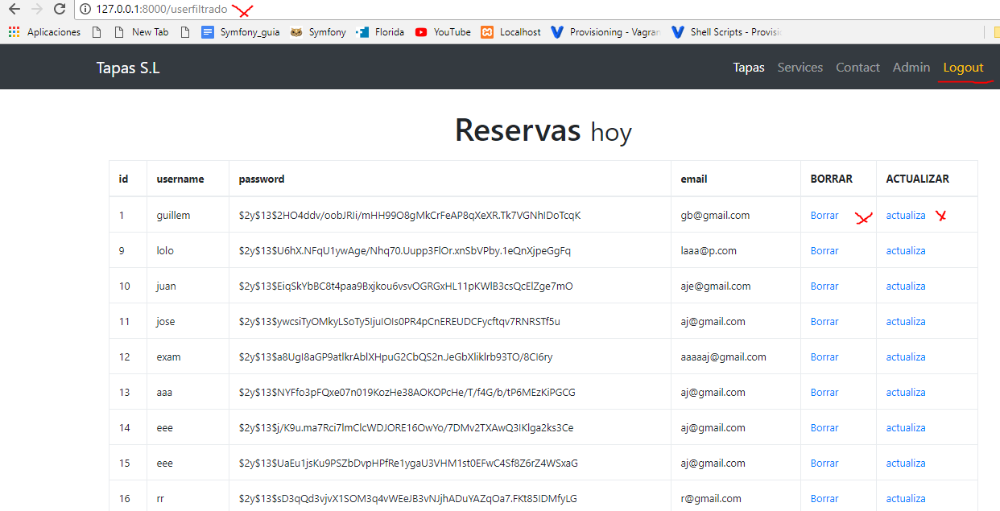 127.0.0.1:8000/userfiltrado
Aplicaciones New Tab Symfony_guia Symfony Florida YouTube Localhost Provisioning - Vagran Shell Scripts - Provisic
Tapas S.L Tapas Services Contact Admin Logout
Reservas hoy
id username password email BORRAR ACTUALIZAR
1 guillem $2y$13$2HO4ddv/oobJRIi/mHH99O8gMkCrFeAP8qXeXR.Tk7VGNhIDoTcqK gb@gmail.com Borrar actualiza
9 lolo $2y$13$U6hX.NFqU1ywAge/Nhq70.Uupp3FlOr.xnSbVPby.1eQnXjpeGgFq laaa@p.com Borrar actualiza
10 juan $2y$13$EiqSkYbBC8t4paa9Bxjkou6vsvOGRGxHL11pKWlB3csQcElZge7mO aje@gmail.com Borrar actualiza
11 jose $2y$13$ywcsiTyOMkyLSoTy5IjuIOIs0PR4pCnEREUDCFycftqv7RNRSTf5u aj@gmail.com Borrar actualiza
12 exam $2y$13$a8UgI8aGP9atlkrAblXHpuG2CbQS2nJeGbXliklrb93TO/8CI6ry aaaaaj@gmail.com Borrar actualiza
13 aaa $2y$13$NYFfo3pFQxe07n019KozHe38AOKOPcHe/T/f4G/b/tP6MEzKiPGCG aj@gmail.com Borrar actualiza
14 eee $2y$13$j/K9u.ma7Rci7lmClcWDJORE16OwYo/7DMv2TXAwQ3IKlga2ks3Ce aj@gmail.com Borrar actualiza
15 eee $2y$13$UaEu1jsKu9PSZbDvpHPfRe1ygaU3VHM1st0EFwC4Sf8Z6rZ4WSxaG aj@gmail.com Borrar actualiza
16 rr $2y$13$sD3qQd3vjvX1SOM3q4vWEeJB3vNJjhADuYAZqOa7.FKt85IDMfyLG r@gmail.com Borrar actualiza